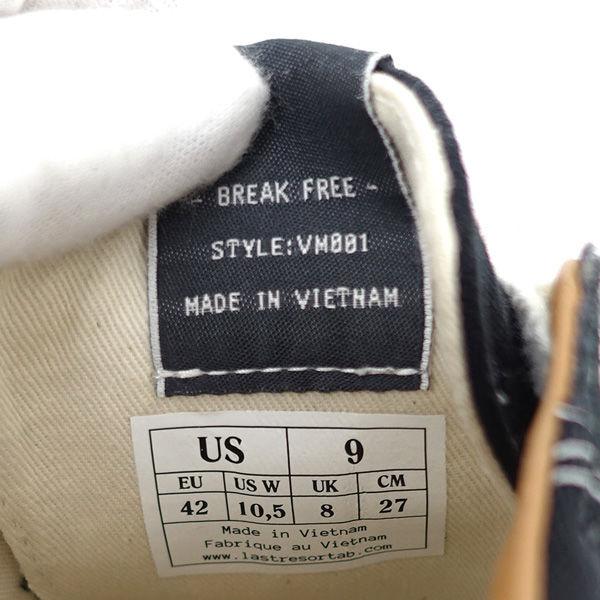 - BREAK FREE -
STYLE:VM001
MADE IN VIETNAM
US 9
EU US W UK CM
42 10,5 8 27
Made in Vietnam
Fabrique au Vietnam
www.lastresortab.com